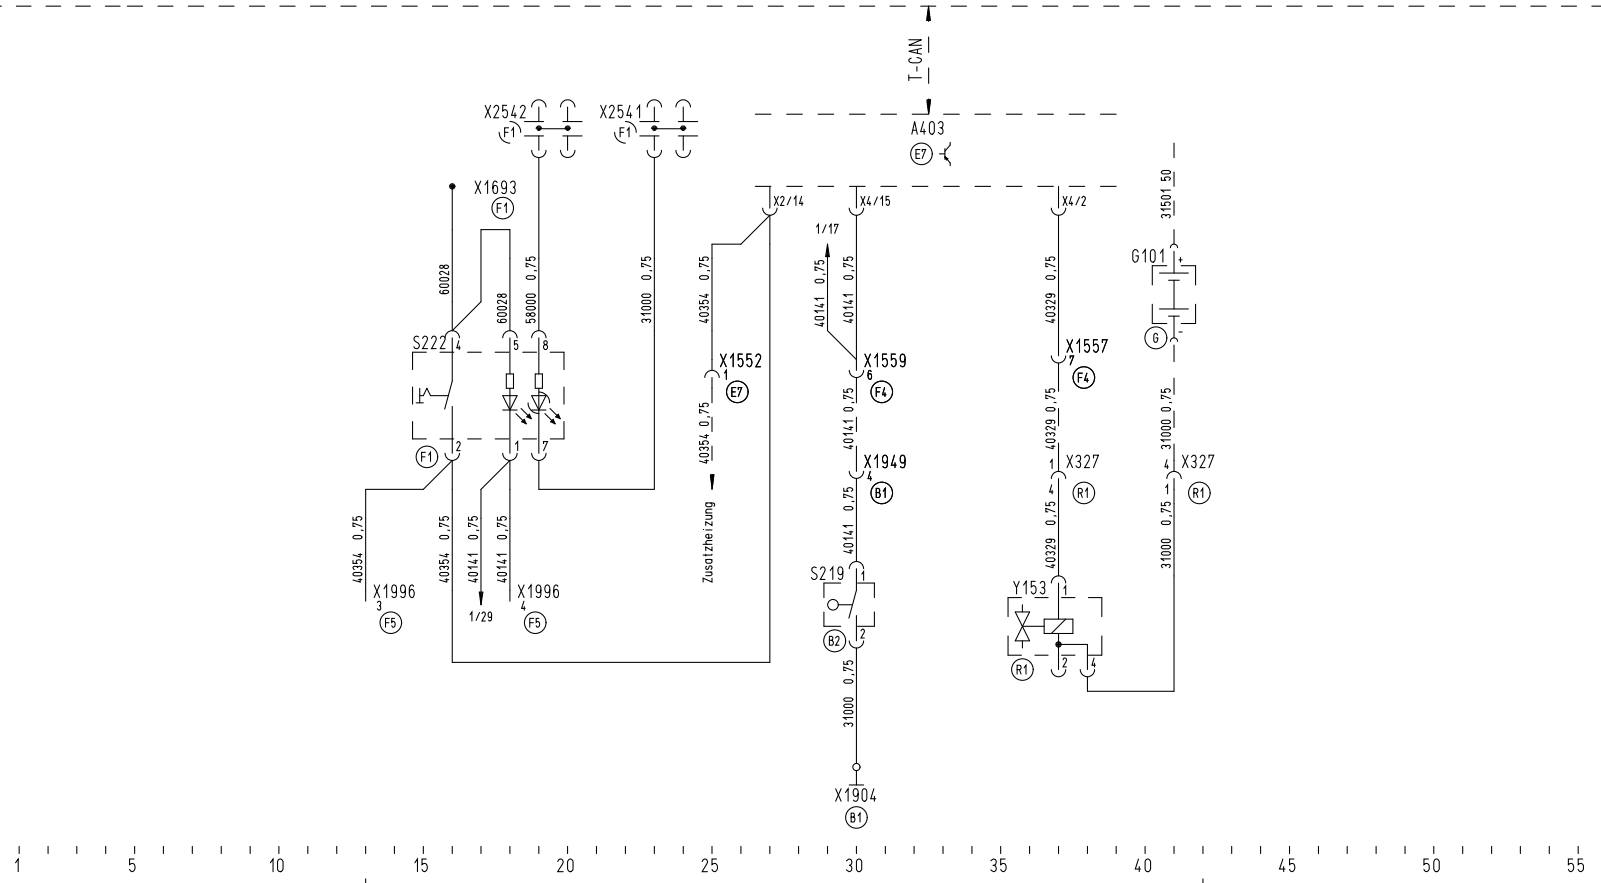 T-CAN
X2542
F1
X2541
F1
A403
E7
X1693
F1
X2/14
X4/15
X4/2
31501 50
1/17
G101
+
-
G
60028
60028
58000 0,75
31000 0,75
40354 0,75
40141 0,75
40141 0,75
40329 0,75
S222
4
5
8
X1552
1
E7
X1559
6
F4
X1557
7
F4
2
1
7
F1
40354 0,75
40141 0,75
40329 0,75
31000 0,75
X1949
4
B1
1
X327
4
R1
4
X327
1
R1
40354 0,75
40354 0,75
40141 0,75
40141 0,75
Zusatzheizung
40141 0,75
40329 0,75
31000 0,75
X1996
3
F5
1/29
X1996
4
F5
S219
1
2
B2
Y153
1
2
4
R1
31000 0,75
X1904
B1
1 5 10 15 20 25 30 35 40 45 50 55